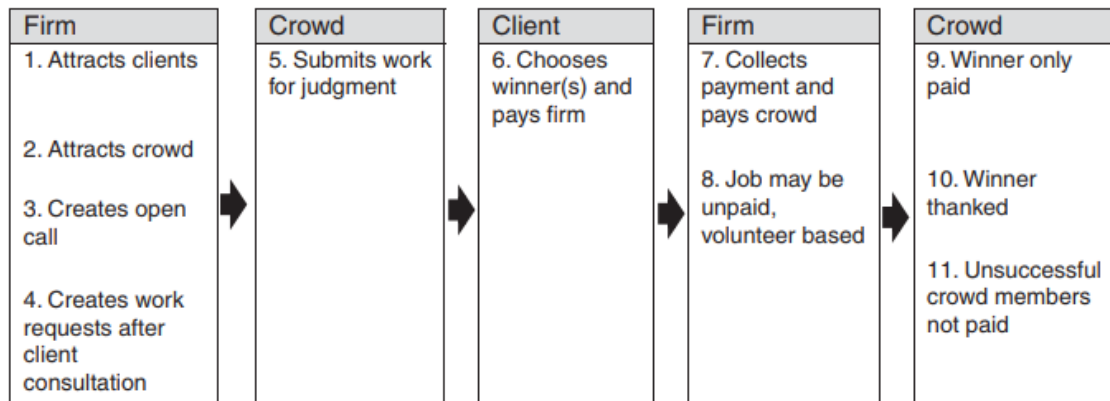 Firm
1. Attracts clients
2. Attracts crowd
3. Creates open
call
4. Creates work
requests after
client
consultation
Crowd
5. Submits work
for judgment
Client
6. Chooses
winner(s) and
pays firm
Firm
7. Collects
payment and
pays crowd
8. Job may be
unpaid,
volunteer based
Crowd
9. Winner only
paid
10. Winner
thanked
11. Unsuccessful
crowd members
not paid